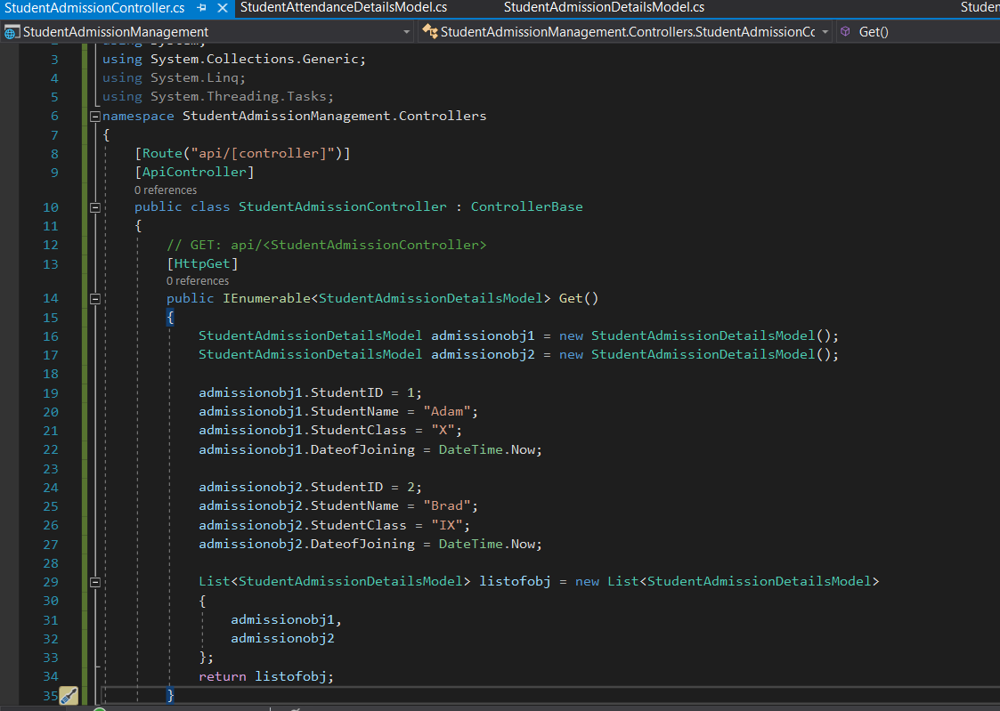 StudentAdmissionController.cs StudentAttendanceDetailsModel.cs StudentAdmissionDetailsModel.cs Studen
StudentAdmissionManagement StudentAdmissionManagement.Controllers.StudentAdmissionCo Get()
using System;
3 using System.Collections.Generic;
4 using System.Linq;
5 using System.Threading.Tasks;
6 namespace StudentAdmissionManagement.Controllers
7 {
8 [Route("api/[controller]")]
9 [ApiController]
0 references
10 public class StudentAdmissionController : ControllerBase
11 {
12 // GET: api/<StudentAdmissionController>
13 [HttpGet]
0 references
14 public IEnumerable<StudentAdmissionDetailsModel> Get()
15 {
16 StudentAdmissionDetailsModel admissionobj1 = new StudentAdmissionDetailsModel();
17 StudentAdmissionDetailsModel admissionobj2 = new StudentAdmissionDetailsModel();
18
19 admissionobj1.StudentID = 1;
20 admissionobj1.StudentName = "Adam";
21 admissionobj1.StudentClass = "X";
22 admissionobj1.DateofJoining = DateTime.Now;
23
24 admissionobj2.StudentID = 2;
25 admissionobj2.StudentName = "Brad";
26 admissionobj2.StudentClass = "IX";
27 admissionobj2.DateofJoining = DateTime.Now;
28
29 List<StudentAdmissionDetailsModel> listofobj = new List<StudentAdmissionDetailsModel>
30 {
31 admissionobj1,
32 admissionobj2
33 };
34 return listofobj;
35 }